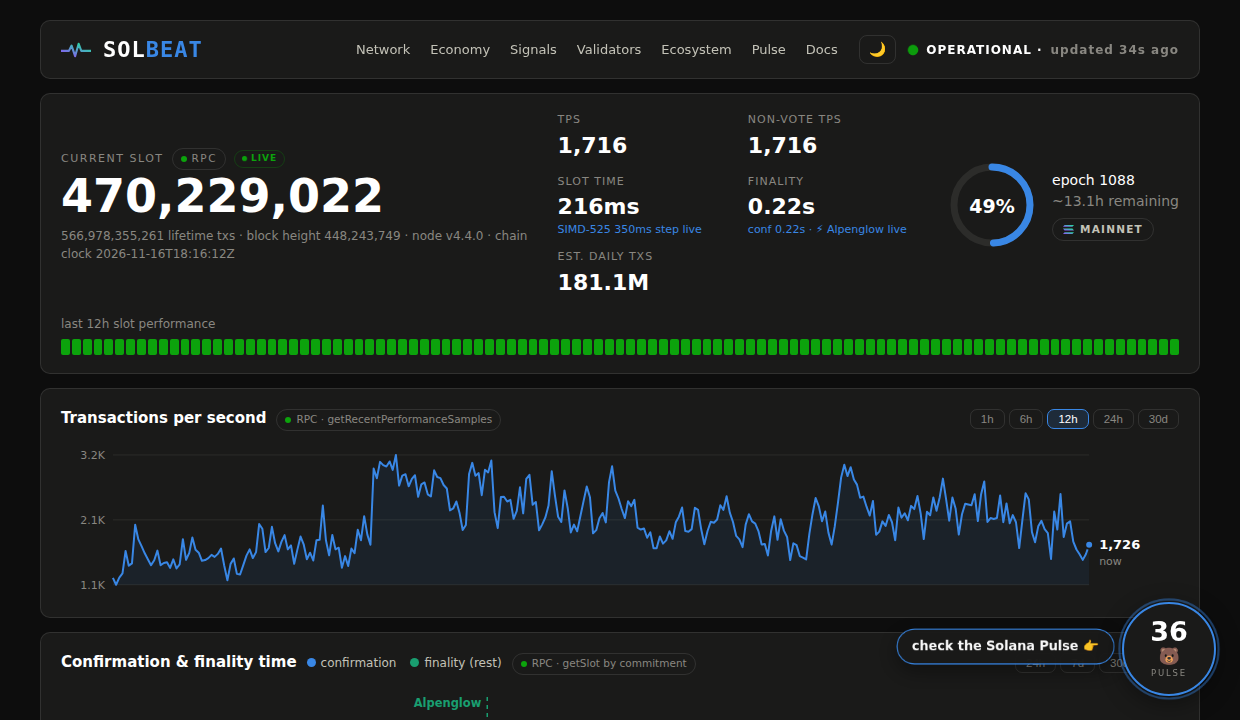 SOLBEAT
Network Economy Signals Validators Ecosystem Pulse Docs 🌙 OPERATIONAL · updated 34s ago
CURRENT SLOT RPC LIVE
470,229,022
566,978,355,261 lifetime txs · block height 448,243,749 · node v4.4.0 · chain
clock 2026-11-16T18:16:12Z
TPS
1,716
NON-VOTE TPS
1,716
SLOT TIME
216ms
SIMD-525 350ms step live
FINALITY
0.22s
conf 0.22s · ⚡ Alpenglow live
EST. DAILY TXS
181.1M
49%
epoch 1088
~13.1h remaining
MAINNET
last 12h slot performance
Transactions per second RPC · getRecentPerformanceSamples
1h 6h 12h 24h 30d
3.2K
2.1K
1.1K
1,726
now
Confirmation & finality time confirmation finality (rest) RPC · getSlot by commitment
24h 7d 30d
Alpenglow
check the Solana Pulse 👉
36
🐻
PULSE